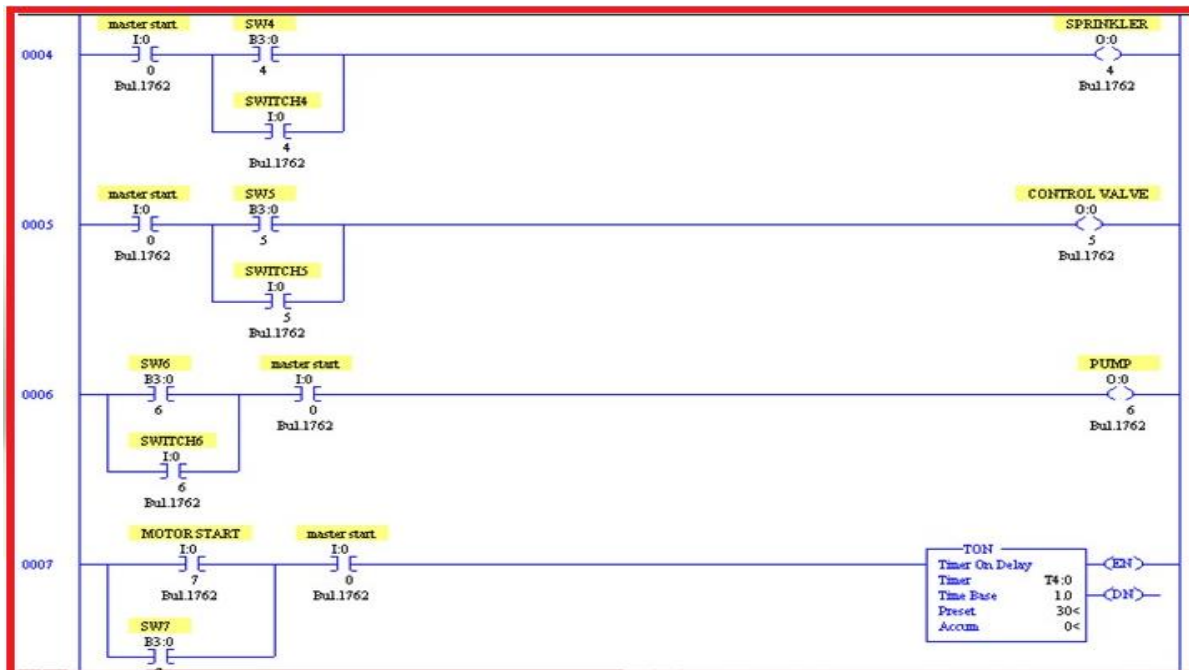 master start SW4 SPRINKLER
I:0 B3:0 O:0
0004
0 4 4
Bul.1762 Bul.1762
SWITCH4
I:0
4
Bul.1762
master start SW5 CONTROL VALVE
I:0 B3:0 O:0
0005
0 5 5
Bul.1762 Bul.1762
SWITCH5
I:0
5
Bul.1762
SW6 master start PUMP
B3:0 I:0 O:0
0006
6 0 6
Bul.1762 Bul.1762
SWITCH6
I:0
6
Bul.1762
MOTOR START master start
I:0 I:0
0007
7 0
Bul.1762 Bul.1762
TON
Timer On Delay EN
Timer T4:0
Time Base 1.0 DN
Preset 30<
Accum 0<
SW7
B3:0